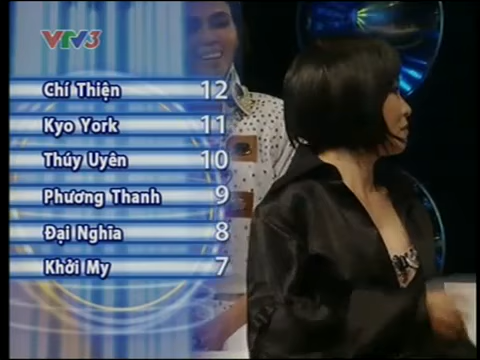 VTV3
Chí Thiện 12
Kyo York 11
Thúy Uyên 10
Phương Thanh 9
Đại Nghĩa 8
Khởi My 7